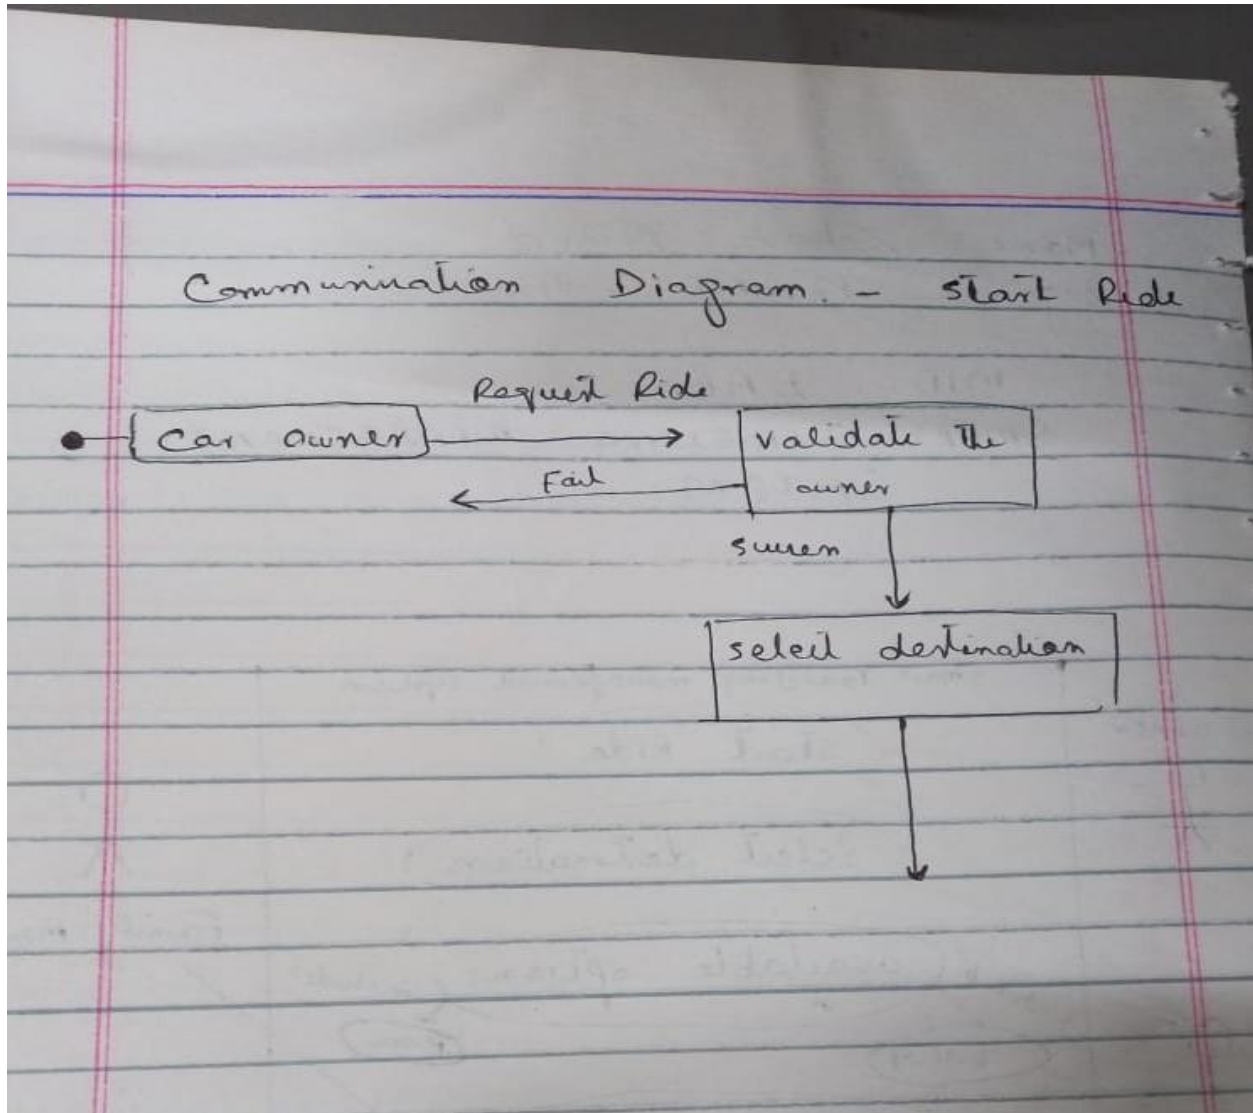 Communication Diagram. - Start Ride
Request Ride
Car owner
validate the
owner
Fail
success
select destination